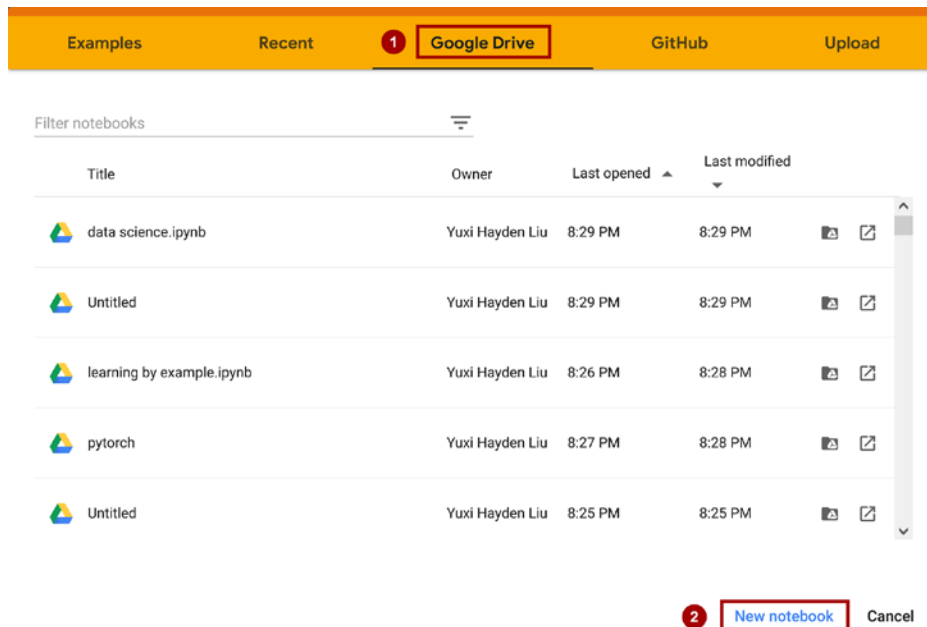 Examples Recent 1 Google Drive GitHub Upload
Filter notebooks
Title Owner Last opened Last modified
data science.ipynb Yuxi Hayden Liu 8:29 PM 8:29 PM
Untitled Yuxi Hayden Liu 8:29 PM 8:29 PM
learning by example.ipynb Yuxi Hayden Liu 8:26 PM 8:28 PM
pytorch Yuxi Hayden Liu 8:27 PM 8:28 PM
Untitled Yuxi Hayden Liu 8:25 PM 8:25 PM
2 New notebook Cancel